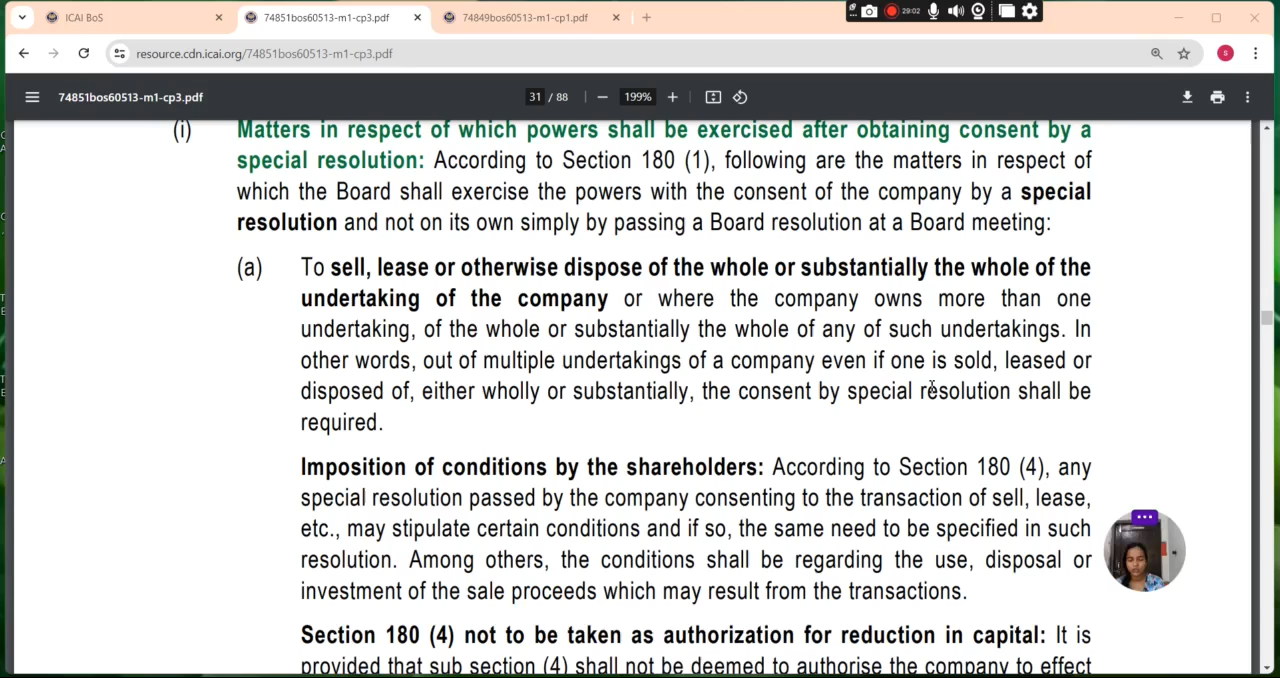 ICAI BoS
74851bos60513-m1-cp3.pdf
74849bos60513-m1-cp1.pdf
29:02
resource.cdn.icai.org/74851bos60513-m1-cp3.pdf
S
74851bos60513-m1-cp3.pdf
31 / 88
199%
(i) Matters in respect of which powers shall be exercised after obtaining consent by a
special resolution: According to Section 180 (1), following are the matters in respect of
which the Board shall exercise the powers with the consent of the company by a special
resolution and not on its own simply by passing a Board resolution at a Board meeting:
(a) To sell, lease or otherwise dispose of the whole or substantially the whole of the
undertaking of the company or where the company owns more than one
undertaking, of the whole or substantially the whole of any of such undertakings. In
other words, out of multiple undertakings of a company even if one is sold, leased or
disposed of, either wholly or substantially, the consent by special resolution shall be
required.
Imposition of conditions by the shareholders: According to Section 180 (4), any
special resolution passed by the company consenting to the transaction of sell, lease,
etc., may stipulate certain conditions and if so, the same need to be specified in such
resolution. Among others, the conditions shall be regarding the use, disposal or
investment of the sale proceeds which may result from the transactions.
Section 180 (4) not to be taken as authorization for reduction in capital: It is
provided that sub section (4) shall not be deemed to authorise the company to effect